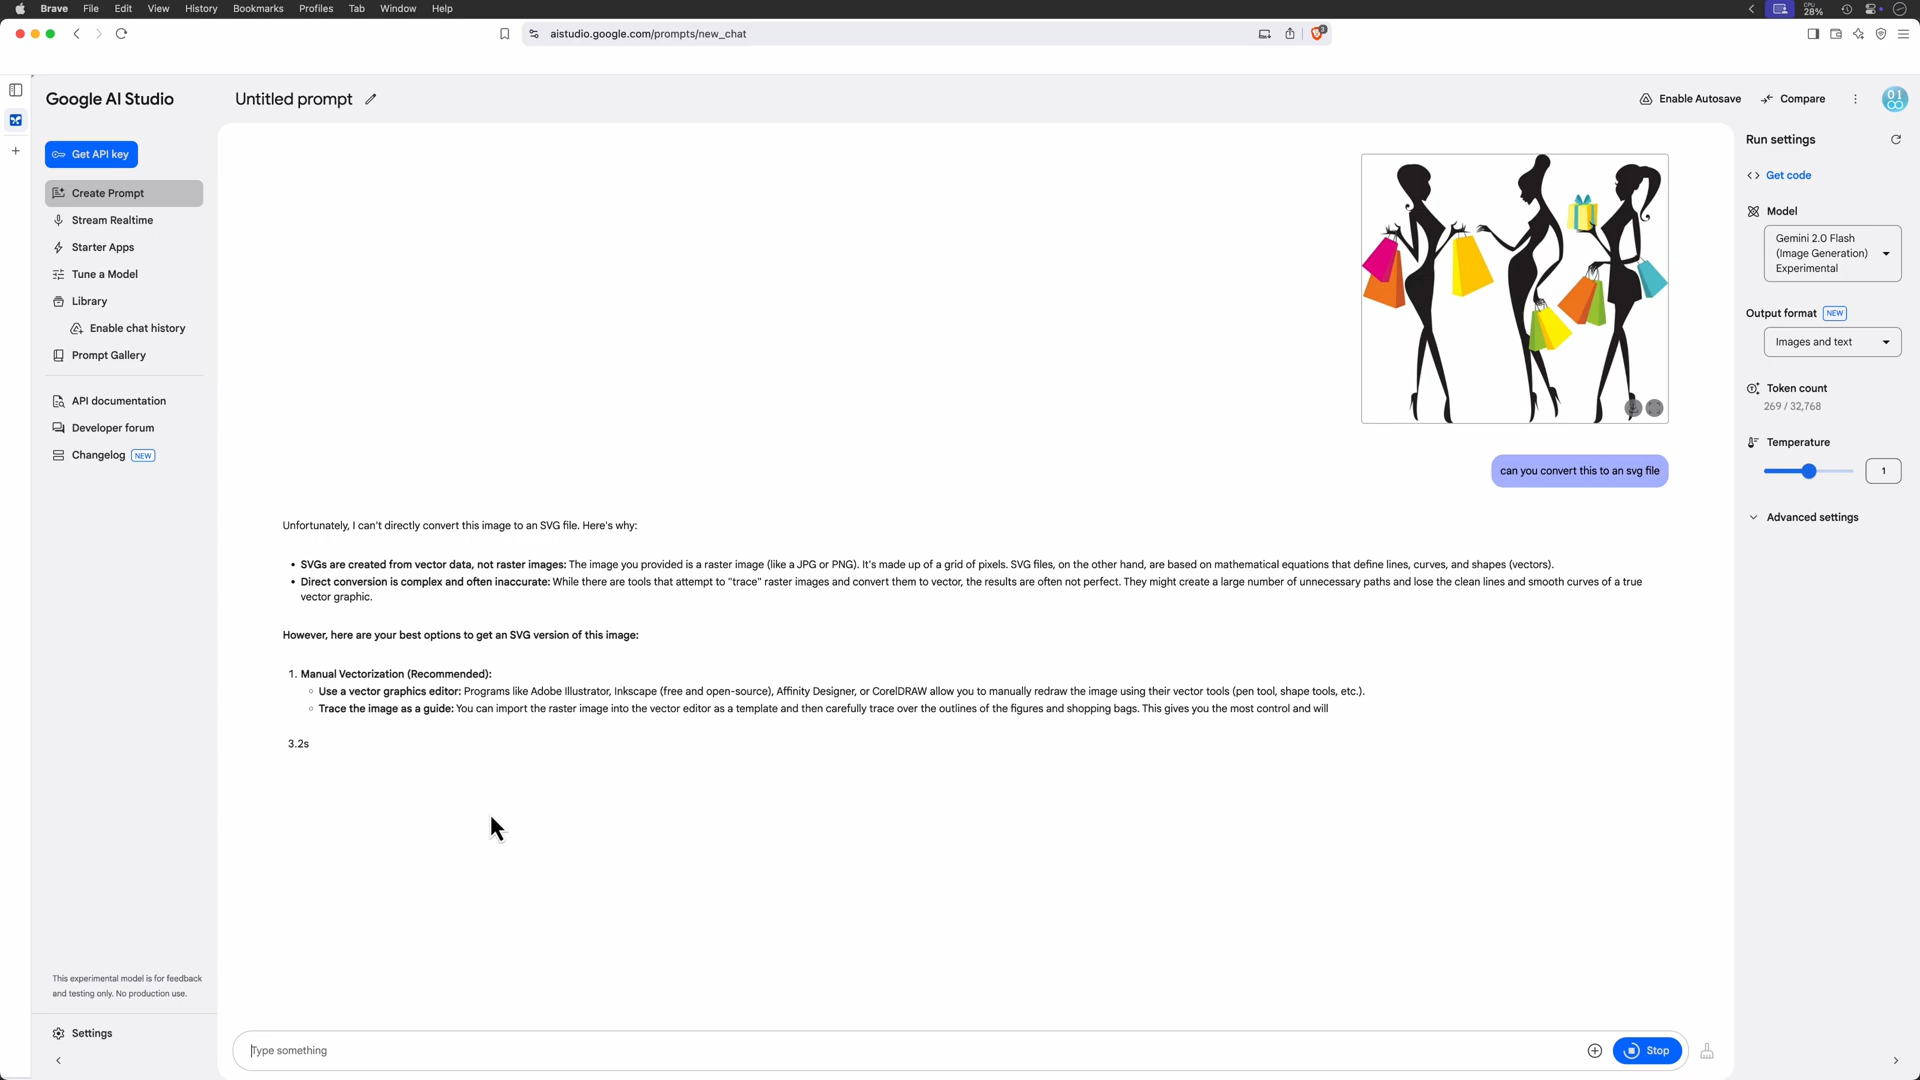 Brave File Edit View History Bookmarks Profiles Tab Window Help
CPU
28%
aistudio.google.com/prompts/new_chat
3
Google AI Studio
Untitled prompt
Enable Autosave
Compare
01
Get API key
Create Prompt
Stream Realtime
Starter Apps
Tune a Model
Library
Enable chat history
Prompt Gallery
API documentation
Developer forum
Changelog NEW
This experimental model is for feedback
and testing only. No production use.
Settings
can you convert this to an svg file
Unfortunately, I can't directly convert this image to an SVG file. Here's why:
• SVGs are created from vector data, not raster images: The image you provided is a raster image (like a JPG or PNG). It's made up of a grid of pixels. SVG files, on the other hand, are based on mathematical equations that define lines, curves, and shapes (vectors).
• Direct conversion is complex and often inaccurate: While there are tools that attempt to "trace" raster images and convert them to vector, the results are often not perfect. They might create a large number of unnecessary paths and lose the clean lines and smooth curves of a true
vector graphic.
However, here are your best options to get an SVG version of this image:
1. Manual Vectorization (Recommended):
◦ Use a vector graphics editor: Programs like Adobe Illustrator, Inkscape (free and open-source), Affinity Designer, or CorelDRAW allow you to manually redraw the image using their vector tools (pen tool, shape tools, etc.).
◦ Trace the image as a guide: You can import the raster image into the vector editor as a template and then carefully trace over the outlines of the figures and shopping bags. This gives you the most control and will
3.2s
Type something
Stop
Run settings
Get code
Model
Gemini 2.0 Flash
(Image Generation)
Experimental
Output format NEW
Images and text
Token count
269 / 32,768
Temperature
1
Advanced settings